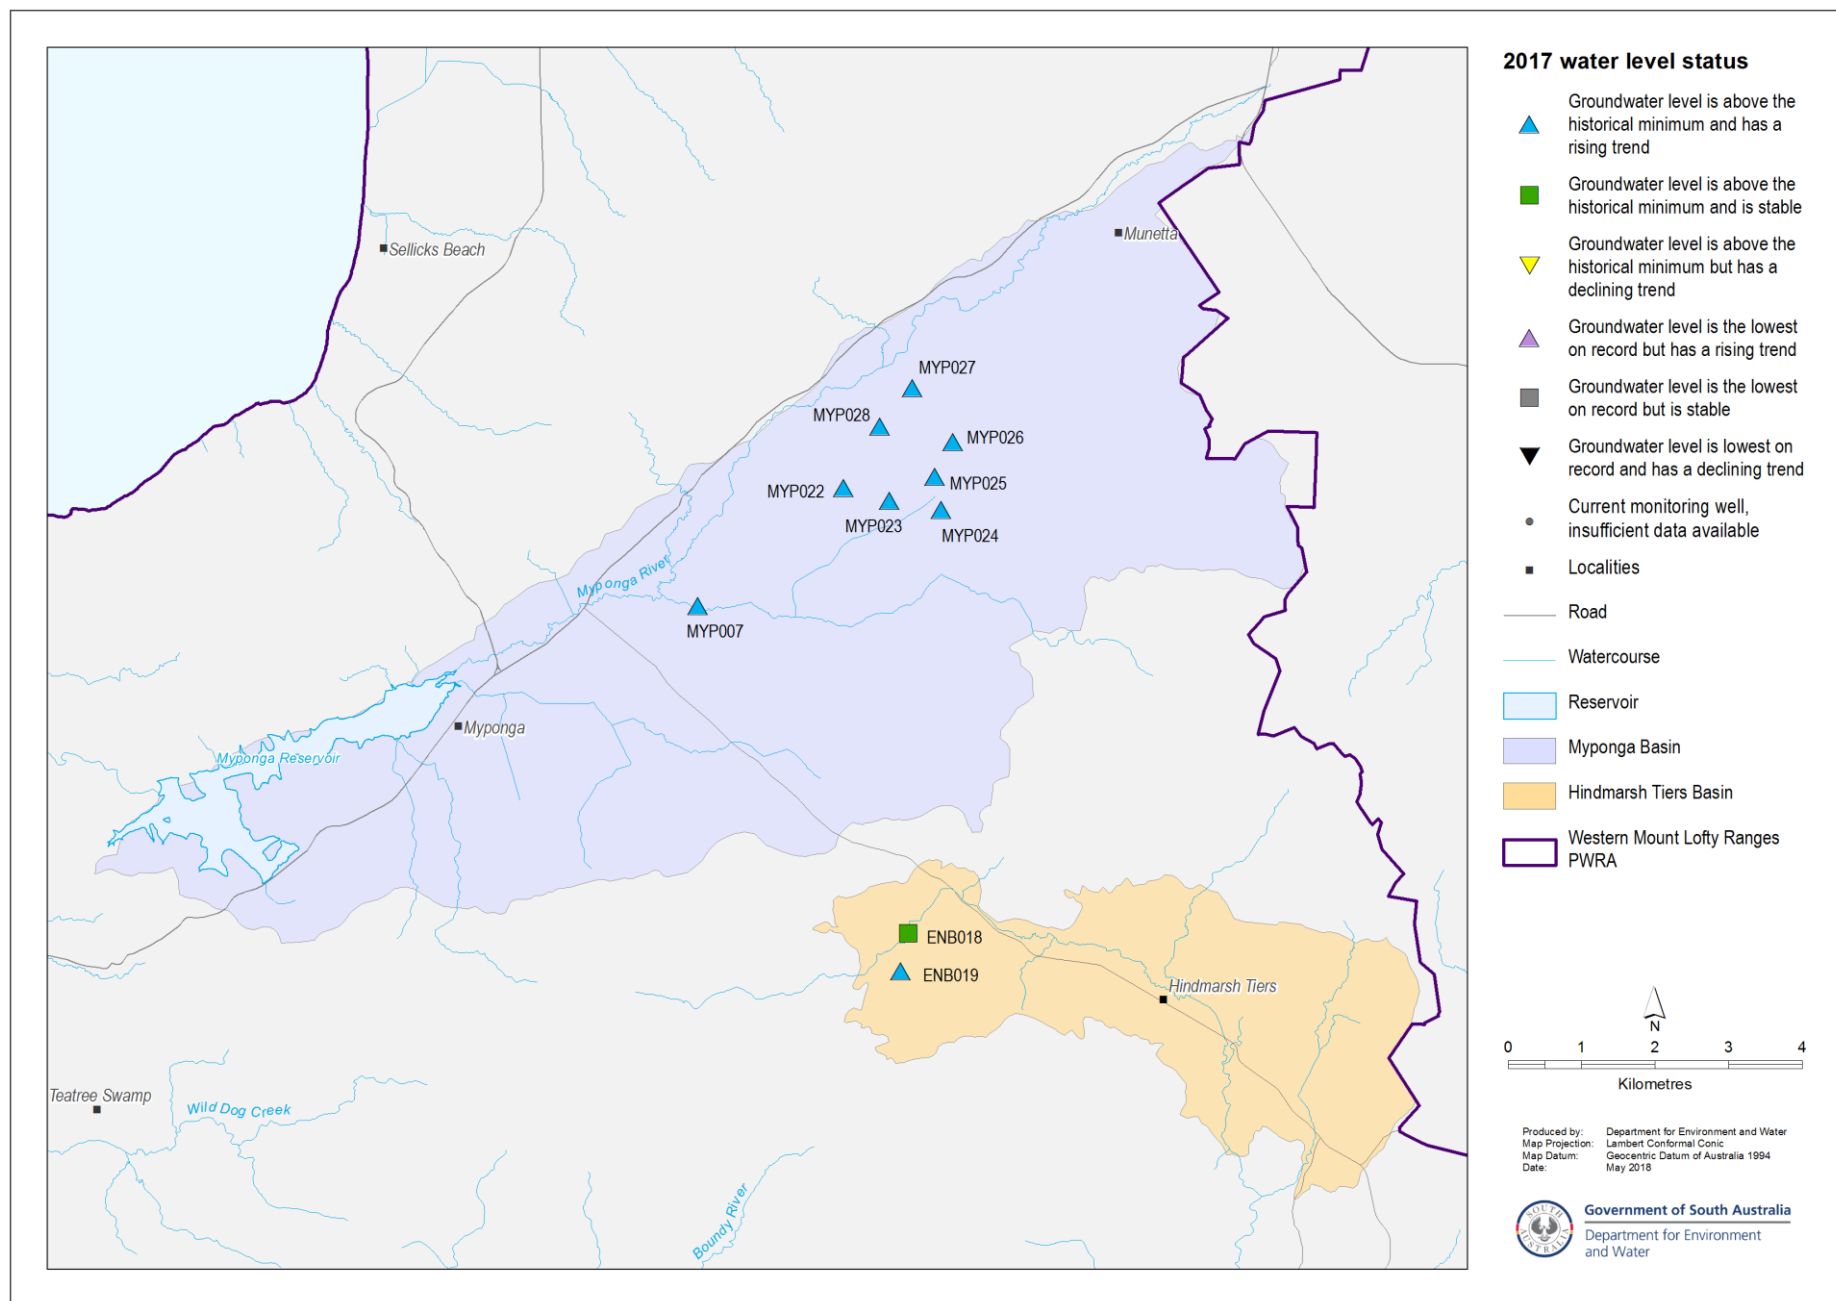 Sellicks Beach
Munetta
MYP027
MYP028
MYP026
MYP025
MYP022
MYP023
MYP024
Myponga River
MYP007
Myponga
Myponga Reservoir
ENB018
ENB019
Hindmarsh Tiers
Teatree Swamp
Wild Dog Creek
Boundy River
2017 water level status
Groundwater level is above the
historical minimum and has a
rising trend
Groundwater level is above the
historical minimum and is stable
Groundwater level is above the
historical minimum but has a
declining trend
Groundwater level is the lowest
on record but has a rising trend
Groundwater level is the lowest
on record but is stable
Groundwater level is lowest on
record and has a declining trend
Current monitoring well,
insufficient data available
Localities
Road
Watercourse
Reservoir
Myponga Basin
Hindmarsh Tiers Basin
Western Mount Lofty Ranges
PWRA
N
0 1 2 3 4
Kilometres
Produced by: Department for Environment and Water
Map Projection: Lambert Conformal Conic
Map Datum: Geocentric Datum of Australia 1994
Date: May 2018
SOUTH
AUSTRALIA
Government of South Australia
Department for Environment
and Water